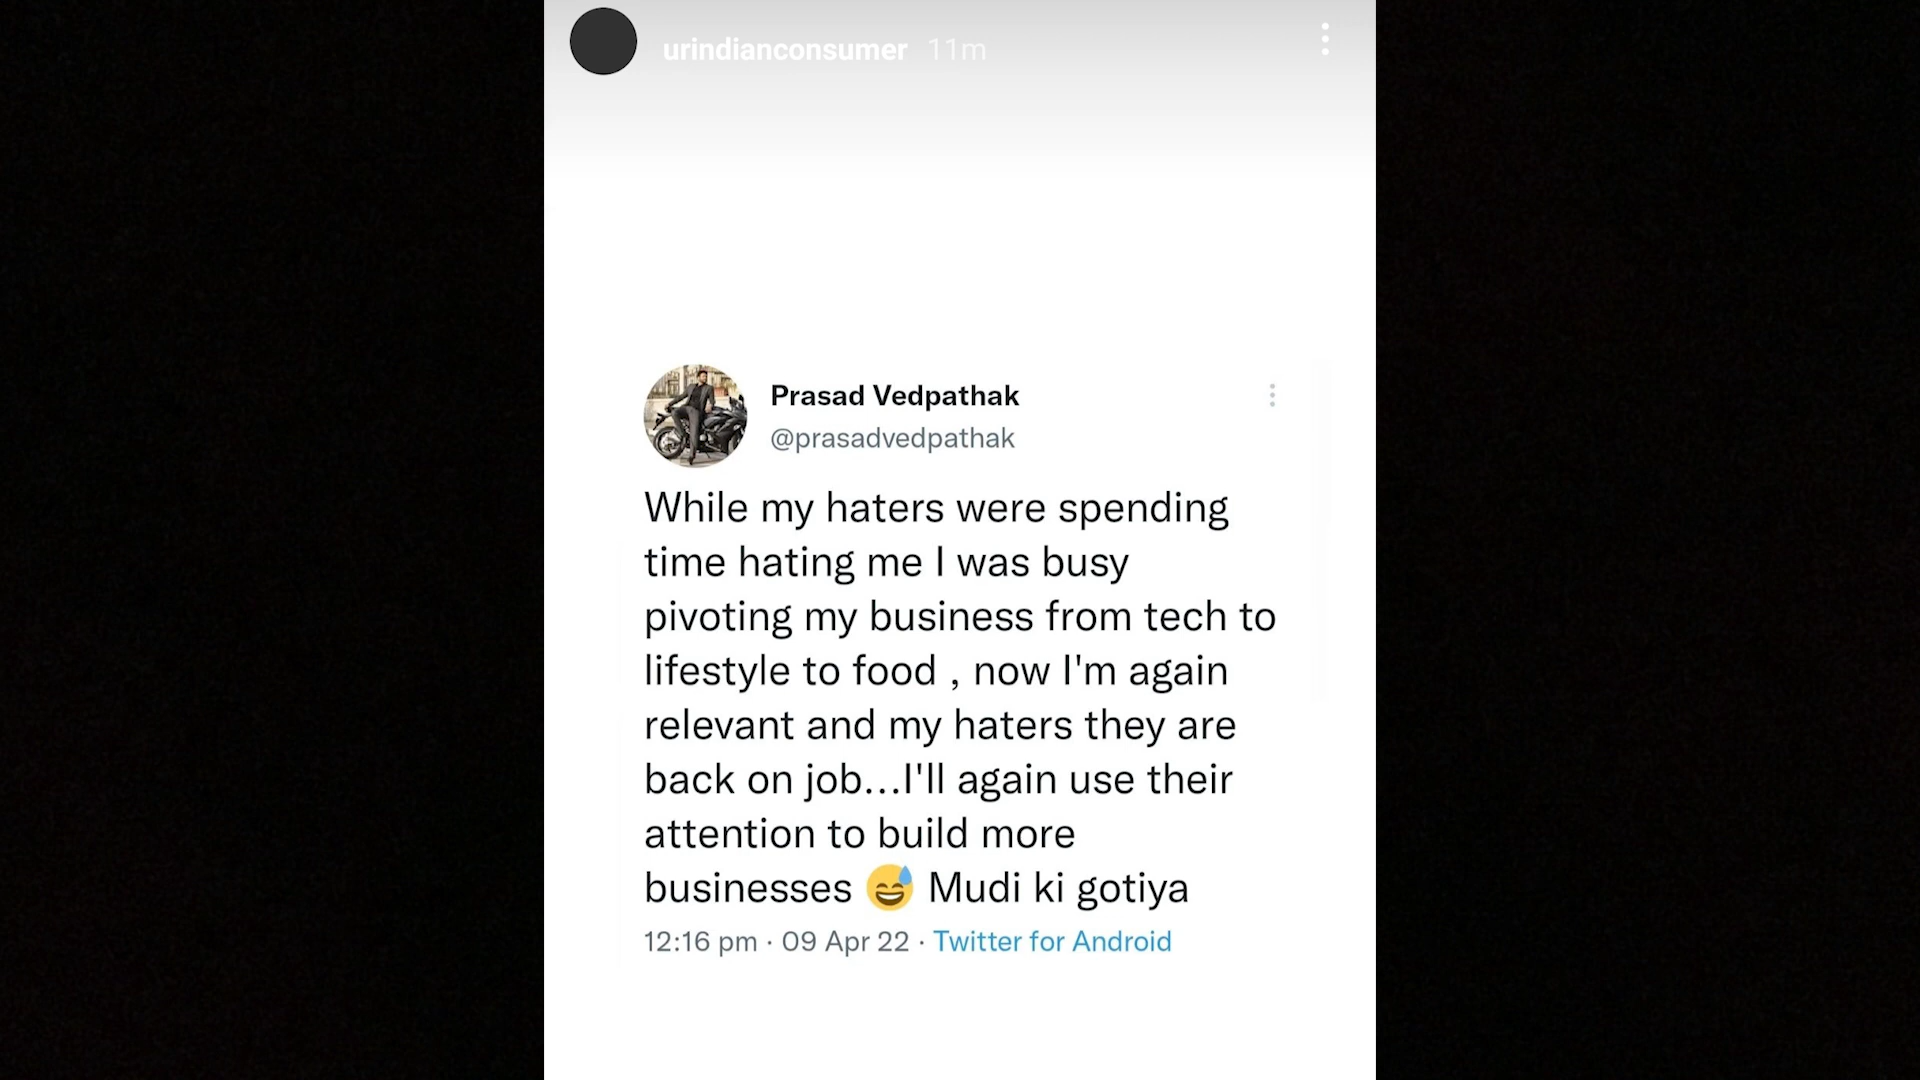 urindianconsumer 11m
Prasad Vedpathak
@prasadvedpathak
While my haters were spending
time hating me I was busy
pivoting my business from tech to
lifestyle to food , now I'm again
relevant and my haters they are
back on job...I'll again use their
attention to build more
businesses 😅 Mudi ki gotiya
12:16 pm · 09 Apr 22 · Twitter for Android